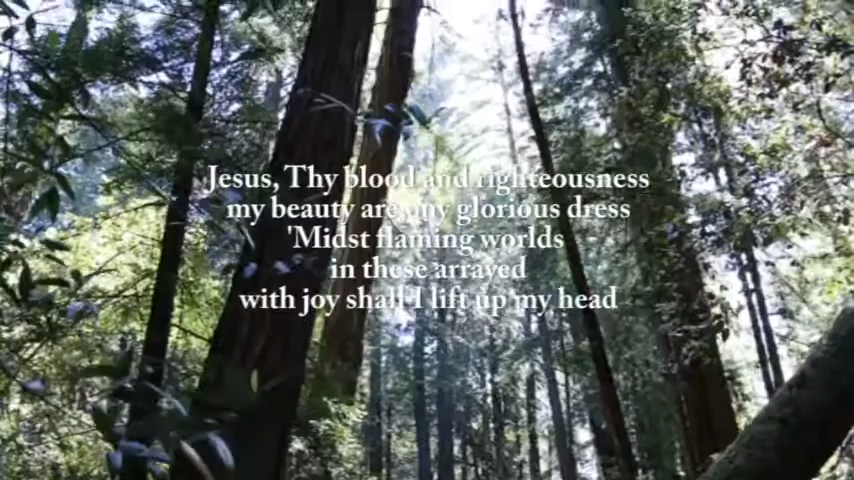 Jesus, Thy blood and righteousness
my beauty are, my glorious dress
'Midst flaming worlds
in these arrayed
with joy shall I lift up my head